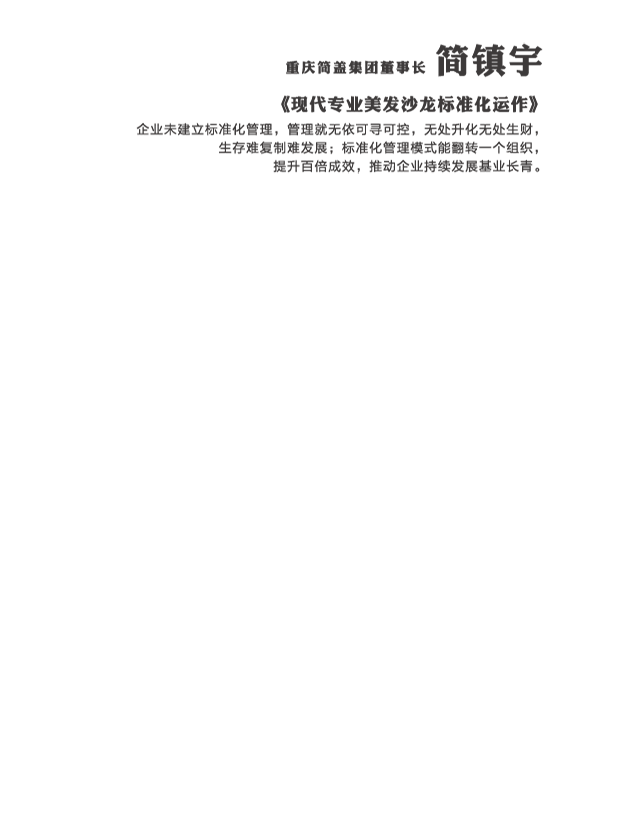 重庆简盖集团董事长 简镇宇
《现代专业美发沙龙标准化运作》
企业未建立标准化管理，管理就无依可寻可控，无处升化无处生财，
生存难复制难发展；标准化管理模式能翻转一个组织，
提升百倍成效，推动企业持续发展基业长青。